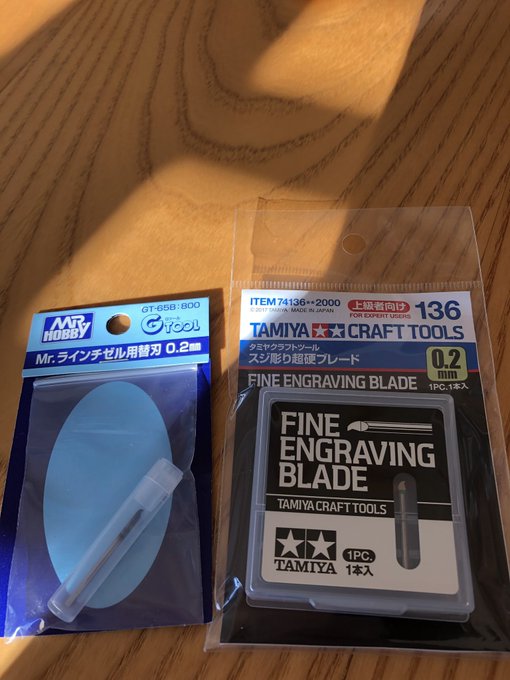 MR
HOBBY
GT-65B:800
Gツール
G TOOL
Mr.ラインチゼル用替刃 0.2mm
ITEM 74136★★2000
© 2017 TAMIYA. MADE IN JAPAN
上級者向け
FOR EXPERT USERS
136
TAMIYA CRAFT TOOLS
タミヤクラフトツール
スジ彫り超硬ブレード
FINE ENGRAVING BLADE
0.2
mm
1PC.1本入
FINE
ENGRAVING
BLADE
TAMIYA CRAFT TOOLS
TAMIYA
1PC.
1本入